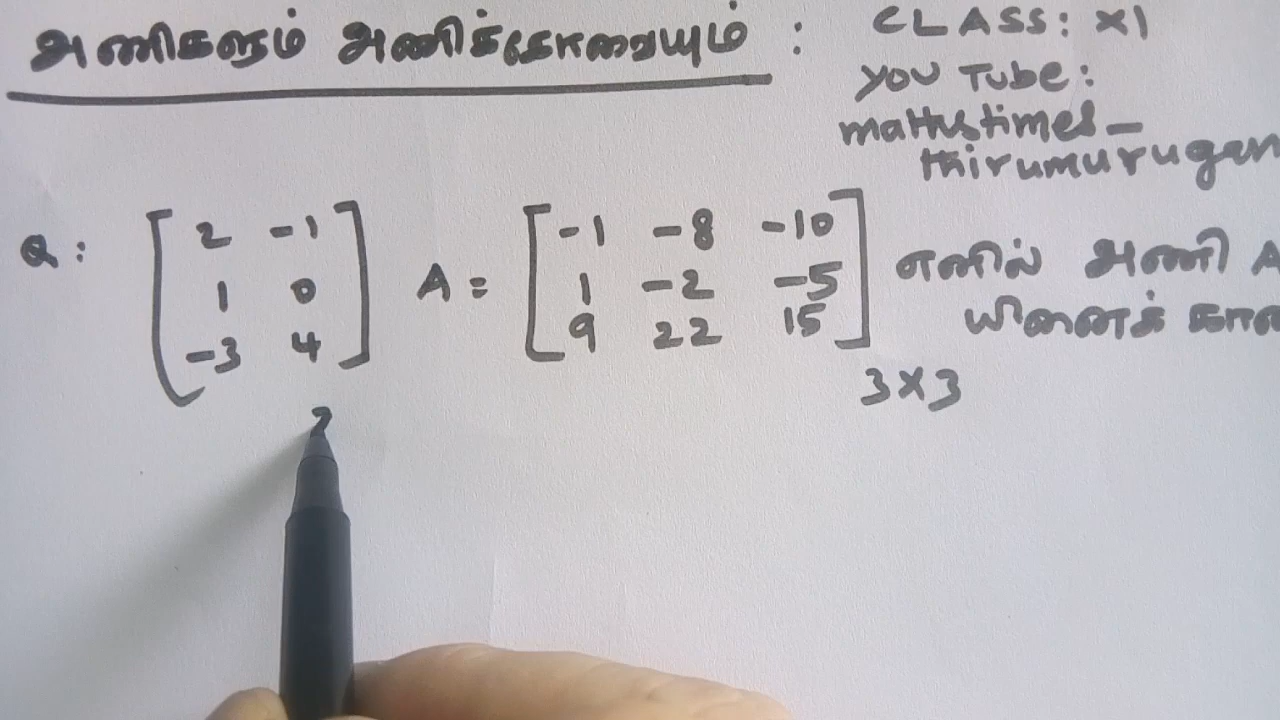 அணிகளும் அணிக்கோவையும் :
CLASS: XI
YOU Tube:
mathstimes-
thirumurugan
Q: [ 2 -1 ] A = [ -1 -8 -10 ] எனில் அணி A
[ 1 0 ] [ 1 -2 -5 ] யினைக் காண
[ -3 4 ] [ 9 22 15 ]
3×3